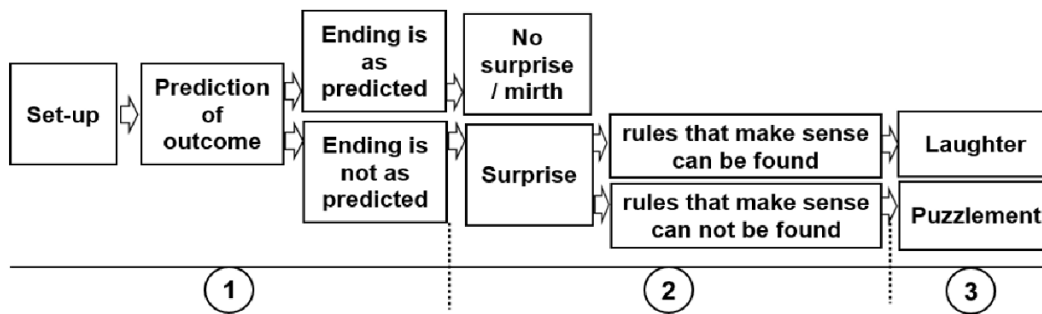 Set-up
Prediction
of
outcome
Ending is
as
predicted
Ending is
not as
predicted
No
surprise
/ mirth
Surprise
rules that make sense
can be found
rules that make sense
can not be found
Laughter
Puzzlement
1
2
3